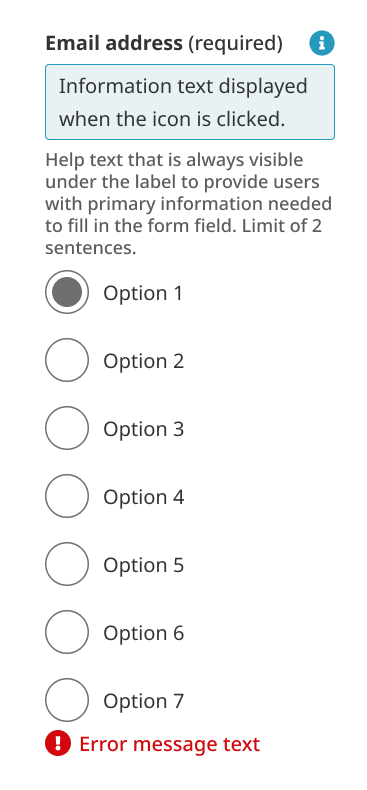 Email address (required)
Information text displayed
when the icon is clicked.
Help text that is always visible
under the label to provide users
with primary information needed
to fill in the form field. Limit of 2
sentences.
Option 1
Option 2
Option 3
Option 4
Option 5
Option 6
Option 7
Error message text